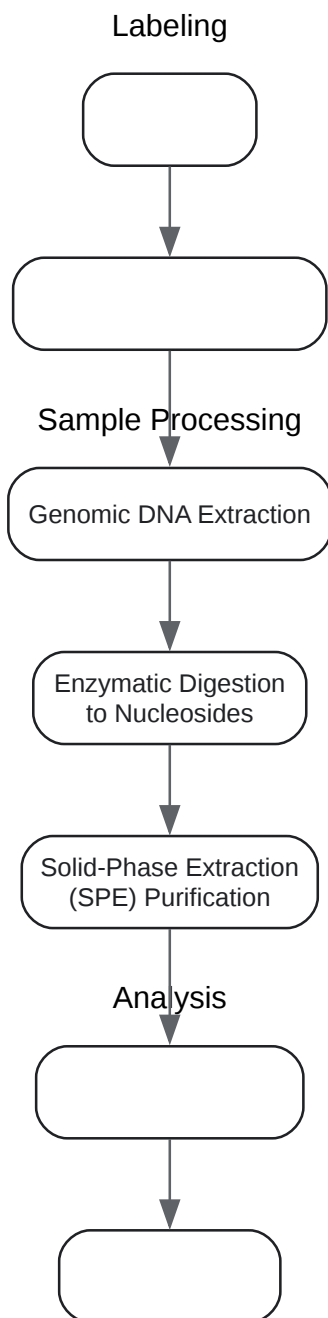 Labeling
Sample Processing
Genomic DNA Extraction
Enzymatic Digestion
to Nucleosides
Solid-Phase Extraction
(SPE) Purification
Analysis